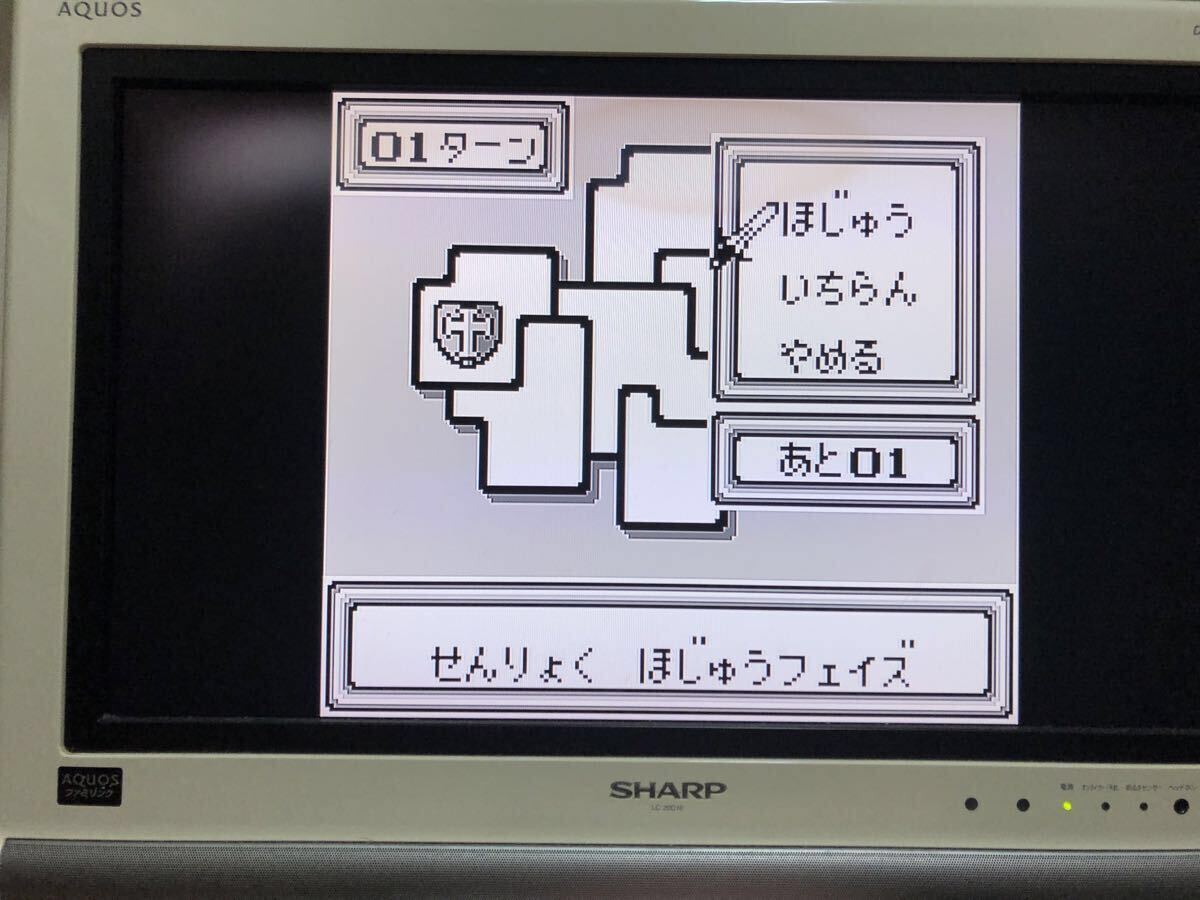 AQUOS
01ターン
ほじゅう
いちらん
やめる
あと01
せんりょく ほじゅうフェイズ
AQUOS
ファミリンク
SHARP
電源